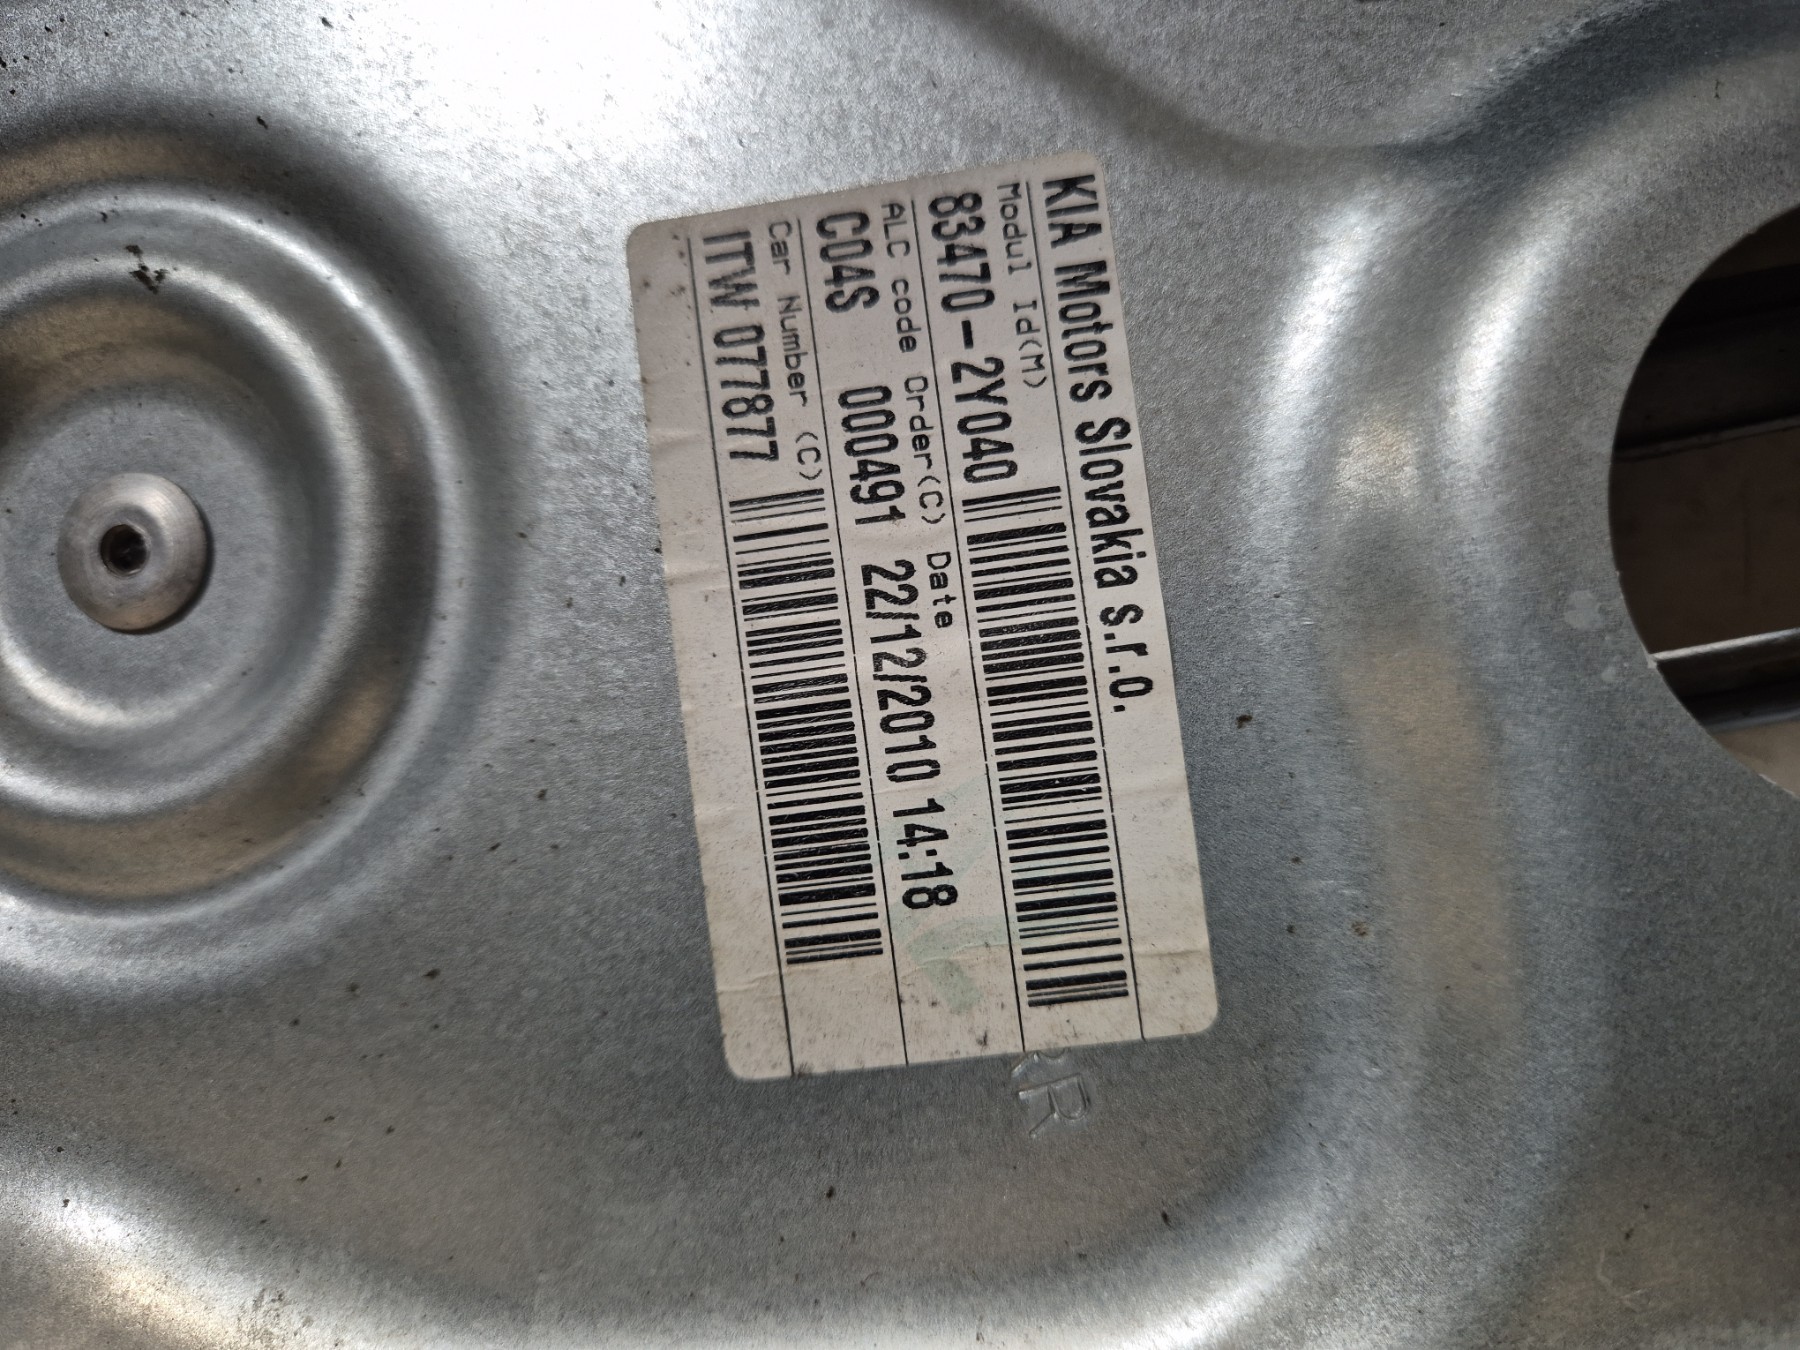 KIA Motors Slovakia s.r.o.
Modul Id(M)
83470-2Y040
ALC code Order(C) Date
C04S 000491 22/12/2010 14:18
Car Number (C)
ITW 077877
RR